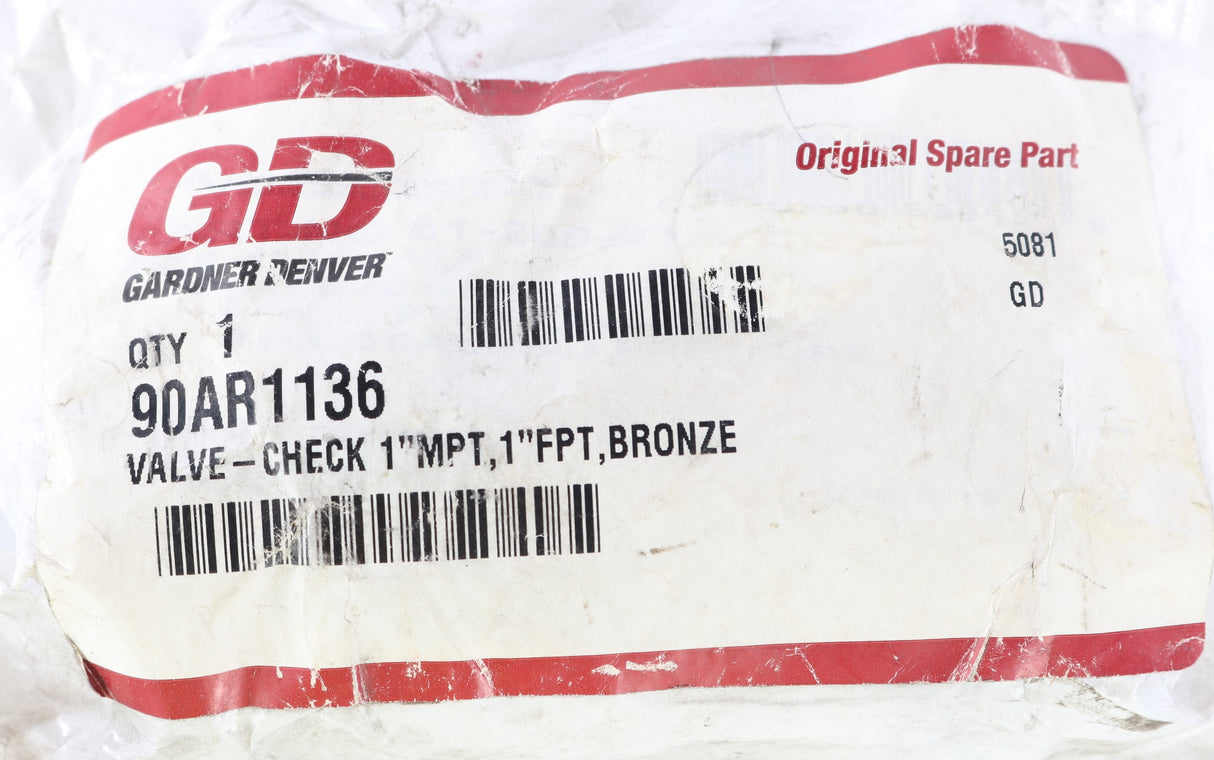 GD
GARDNER DENVER
Original Spare Part
5081
GD
QTY 1
90AR1136
VALVE-CHECK 1"MPT,1"FPT,BRONZE